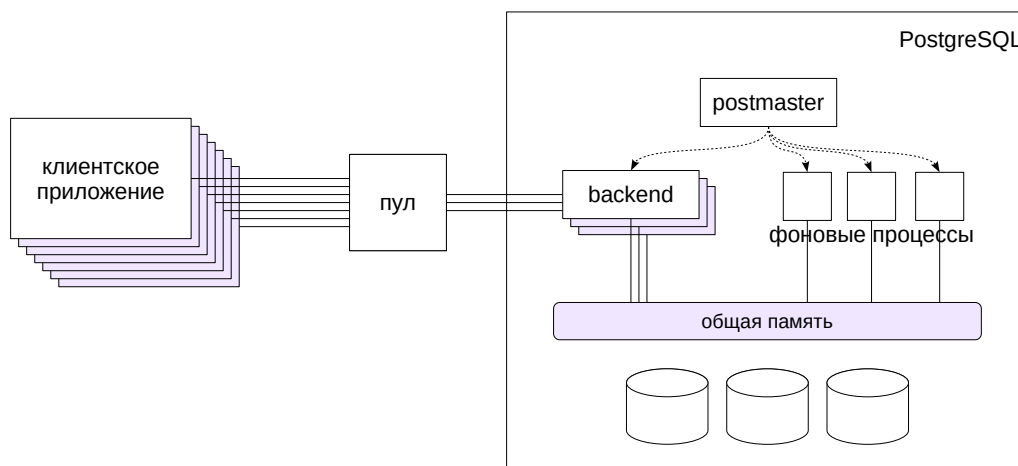 PostgreSQL
postmaster
клиентское
приложение
пул
backend
фоновые процессы
общая память